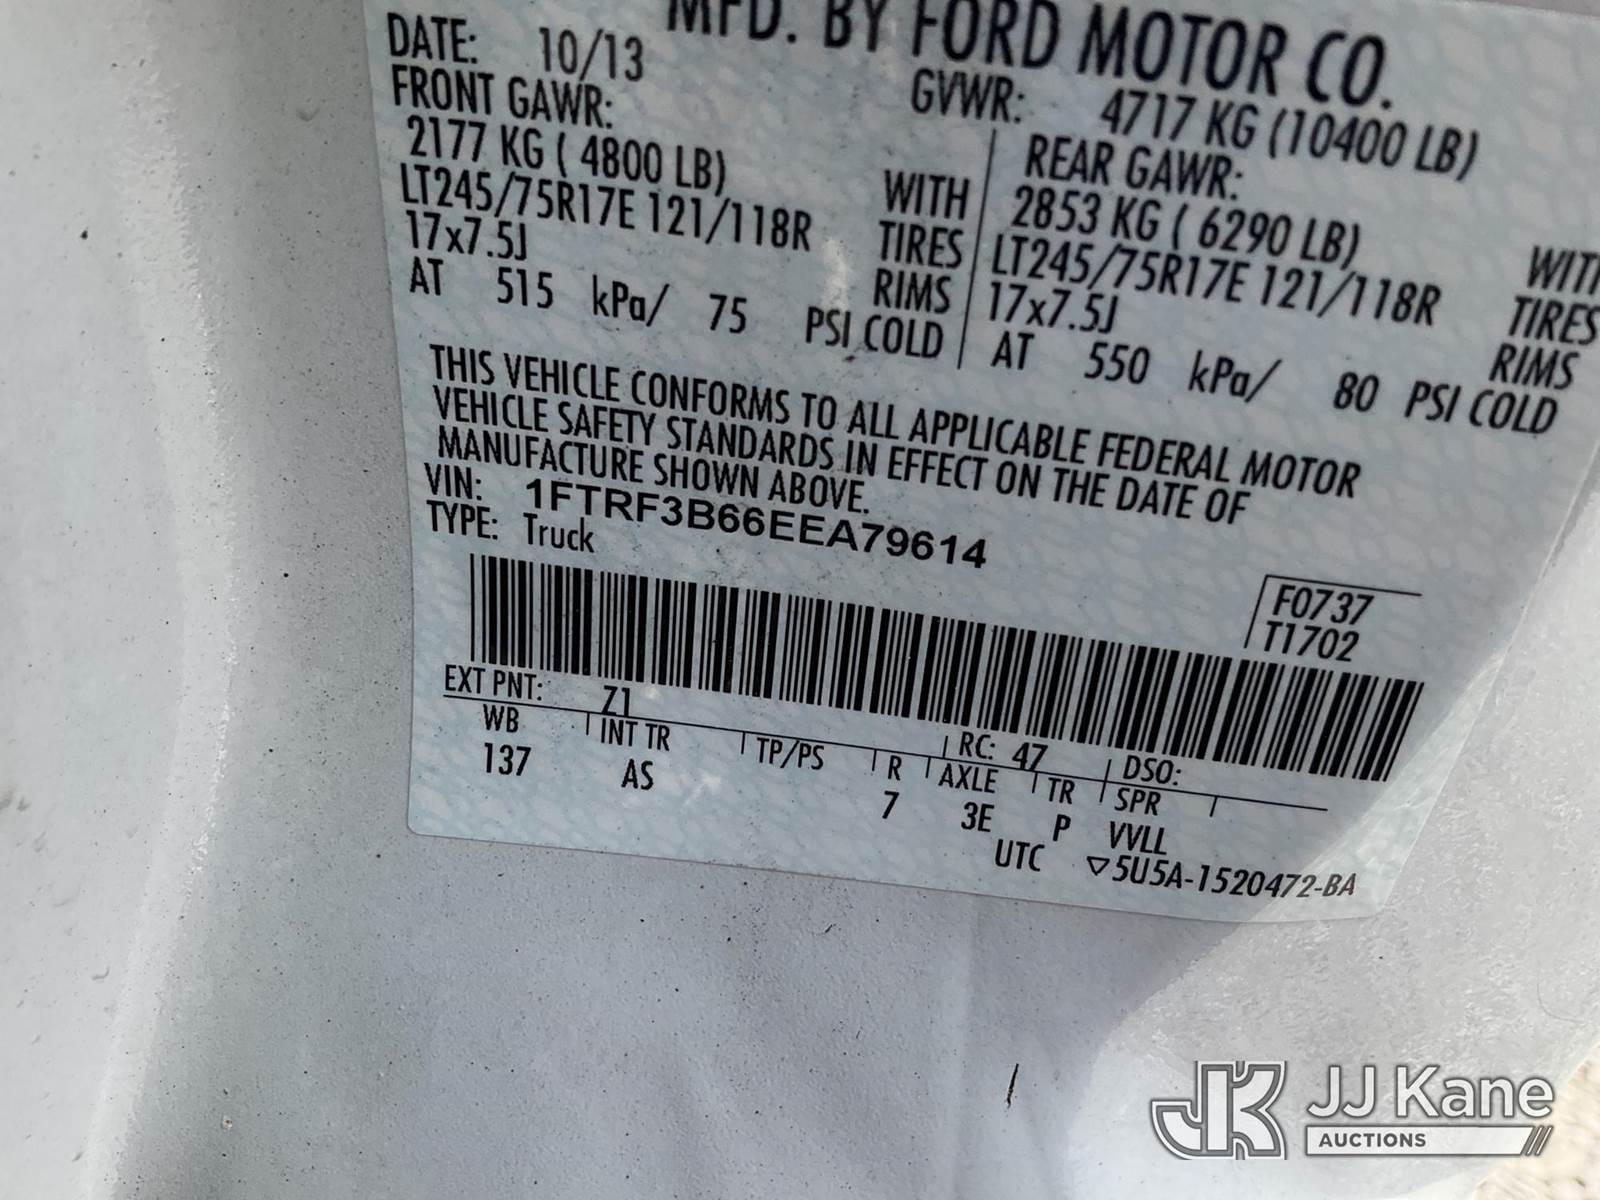 MFD. BY FORD MOTOR CO.
DATE: 10/13
GVWR: 4717 KG (10400 LB)
FRONT GAWR:
2177 KG ( 4800 LB)
LT245/75R17E 121/118R
17x7.5J
AT 515 kPa/ 75 PSI COLD
WITH
TIRES
RIMS
REAR GAWR:
2853 KG ( 6290 LB)
LT245/75R17E 121/118R
17x7.5J
AT 550 kPa/ 80 PSI COLD
WITH
TIRES
RIMS
THIS VEHICLE CONFORMS TO ALL APPLICABLE FEDERAL MOTOR
VEHICLE SAFETY STANDARDS IN EFFECT ON THE DATE OF
MANUFACTURE SHOWN ABOVE.
VIN: 1FTRF3B66EEA79614
TYPE: Truck
F0737
T1702
EXT PNT: Z1
RC: 47
DSO:
WB INT TR TP/PS R AXLE TR SPR
137 AS 7 3E P VVLL
UTC ▽5U5A-1520472-BA
JK JJ Kane
AUCTIONS